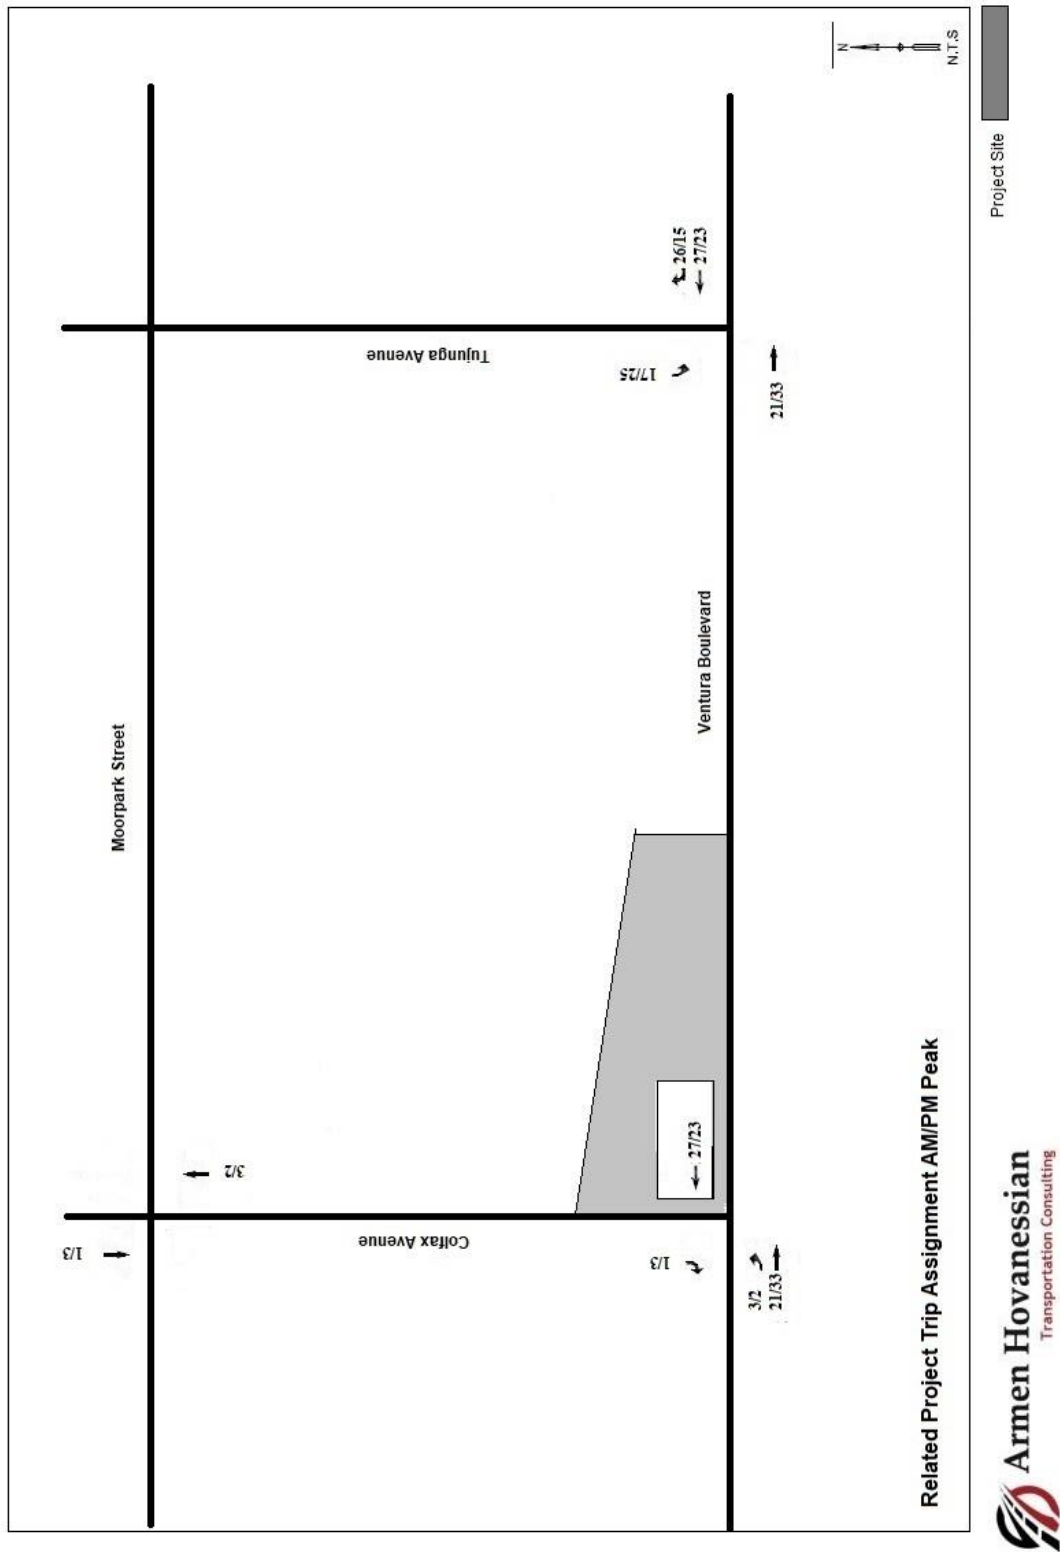 1/3
Moorpark Street
3/2
Colfax Avenue
Tujunga Avenue
1/3
17/25
26/15
27/23
Ventura Boulevard
27/23
3/2
21/33
21/33
N
N.T.S
Related Project Trip Assignment AM/PM Peak
Project Site
Armen Hovanessian
Transportation Consulting